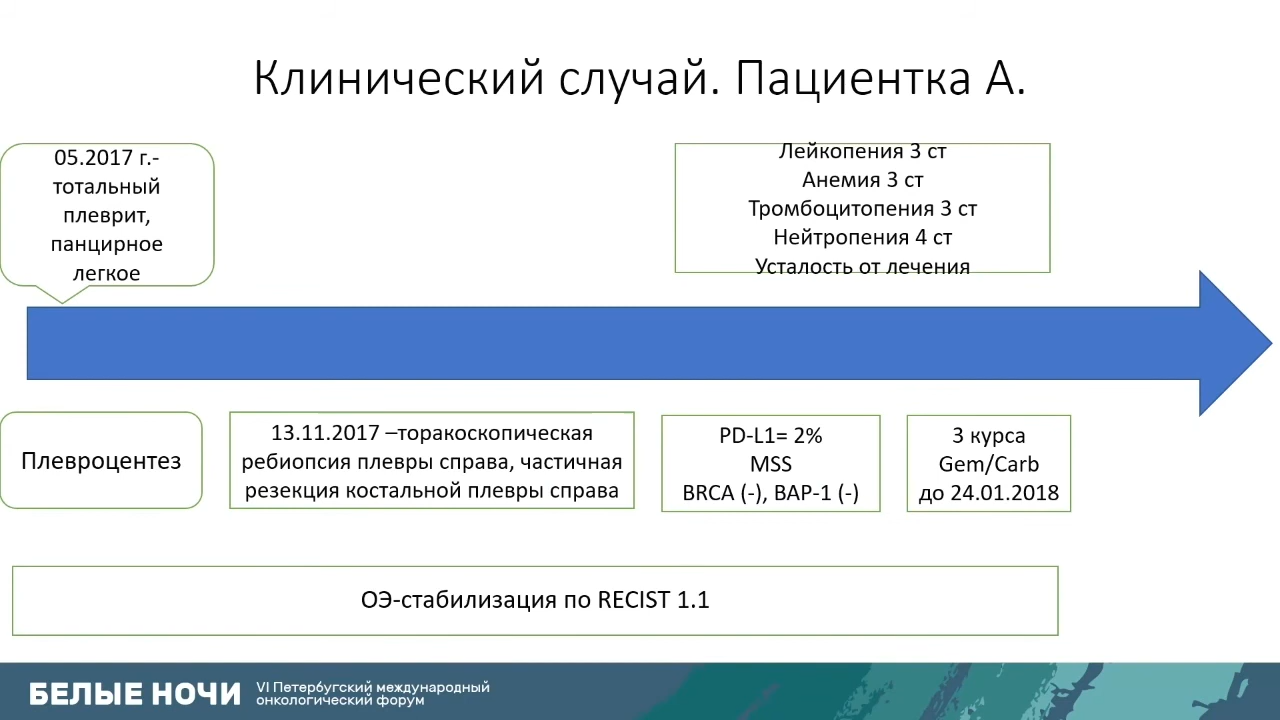 Клинический случай. Пациентка А.
05.2017 г.-
тотальный
плеврит,
панцирное
легкое
Лейкопения 3 ст
Анемия 3 ст
Тромбоцитопения 3 ст
Нейтропения 4 ст
Усталость от лечения
Плевроцентез
13.11.2017 –торакоскопическая
ребиопсия плевры справа, частичная
резекция костальной плевры справа
PD-L1= 2%
MSS
BRCA (-), BAP-1 (-)
3 курса
Gem/Carb
до 24.01.2018
ОЭ-стабилизация по RECIST 1.1
БЕЛЫЕ НОЧИ
VI Петербургский международный
онкологический форум